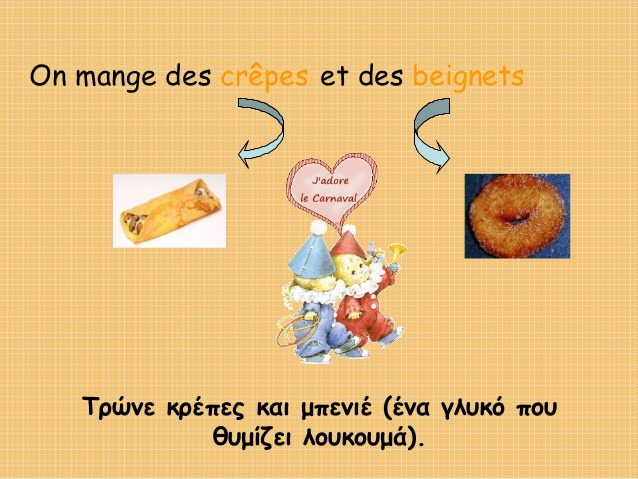 On mange des crêpes et des beignets
J'adore
le Carnaval
Τρώνε κρέπες και μπενιέ (ένα γλυκό που
θυμίζει λουκουμά).